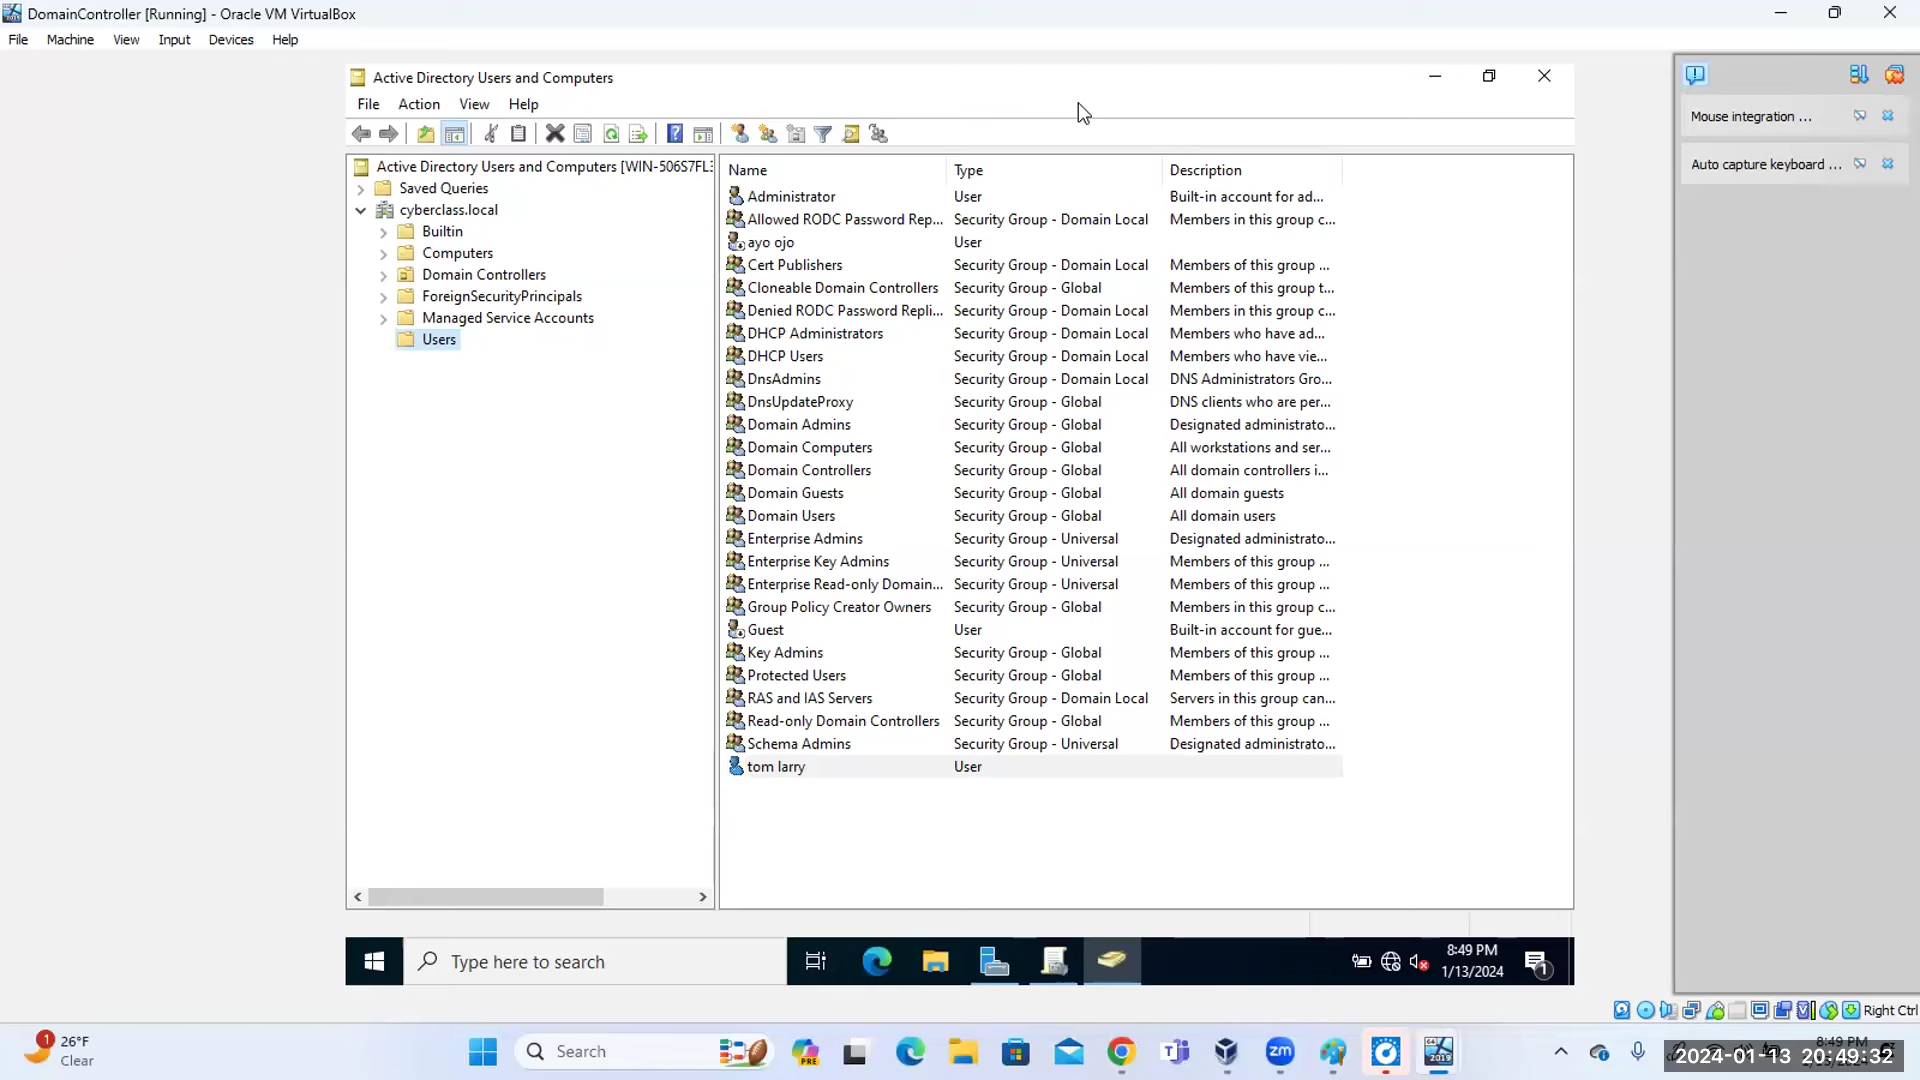 DomainController [Running] - Oracle VM VirtualBox
File Machine View Input Devices Help
Active Directory Users and Computers
File Action View Help
Mouse integration ...
Auto capture keyboard ...
Active Directory Users and Computers [WIN-506S7FL3
Saved Queries
cyberclass.local
Builtin
Computers
Domain Controllers
ForeignSecurityPrincipals
Managed Service Accounts
Users
Name Type Description
Administrator User Built-in account for ad...
Allowed RODC Password Rep... Security Group - Domain Local Members in this group c...
ayo ojo User
Cert Publishers Security Group - Domain Local Members of this group ...
Cloneable Domain Controllers Security Group - Global Members of this group t...
Denied RODC Password Repli... Security Group - Domain Local Members in this group c...
DHCP Administrators Security Group - Domain Local Members who have ad...
DHCP Users Security Group - Domain Local Members who have vie...
DnsAdmins Security Group - Domain Local DNS Administrators Gro...
DnsUpdateProxy Security Group - Global DNS clients who are per...
Domain Admins Security Group - Global Designated administrato...
Domain Computers Security Group - Global All workstations and ser...
Domain Controllers Security Group - Global All domain controllers i...
Domain Guests Security Group - Global All domain guests
Domain Users Security Group - Global All domain users
Enterprise Admins Security Group - Universal Designated administrato...
Enterprise Key Admins Security Group - Universal Members of this group ...
Enterprise Read-only Domain... Security Group - Universal Members of this group ...
Group Policy Creator Owners Security Group - Global Members in this group c...
Guest User Built-in account for gue...
Key Admins Security Group - Global Members of this group ...
Protected Users Security Group - Global Members of this group ...
RAS and IAS Servers Security Group - Domain Local Servers in this group can...
Read-only Domain Controllers Security Group - Global Members of this group ...
Schema Admins Security Group - Universal Designated administrato...
tom larry User
Type here to search
8:49 PM
1/13/2024
1
Right Ctrl
1
26°F
Clear
Search
PRE
zm
2019
8:49 PM
2024-01-13 20:49:32